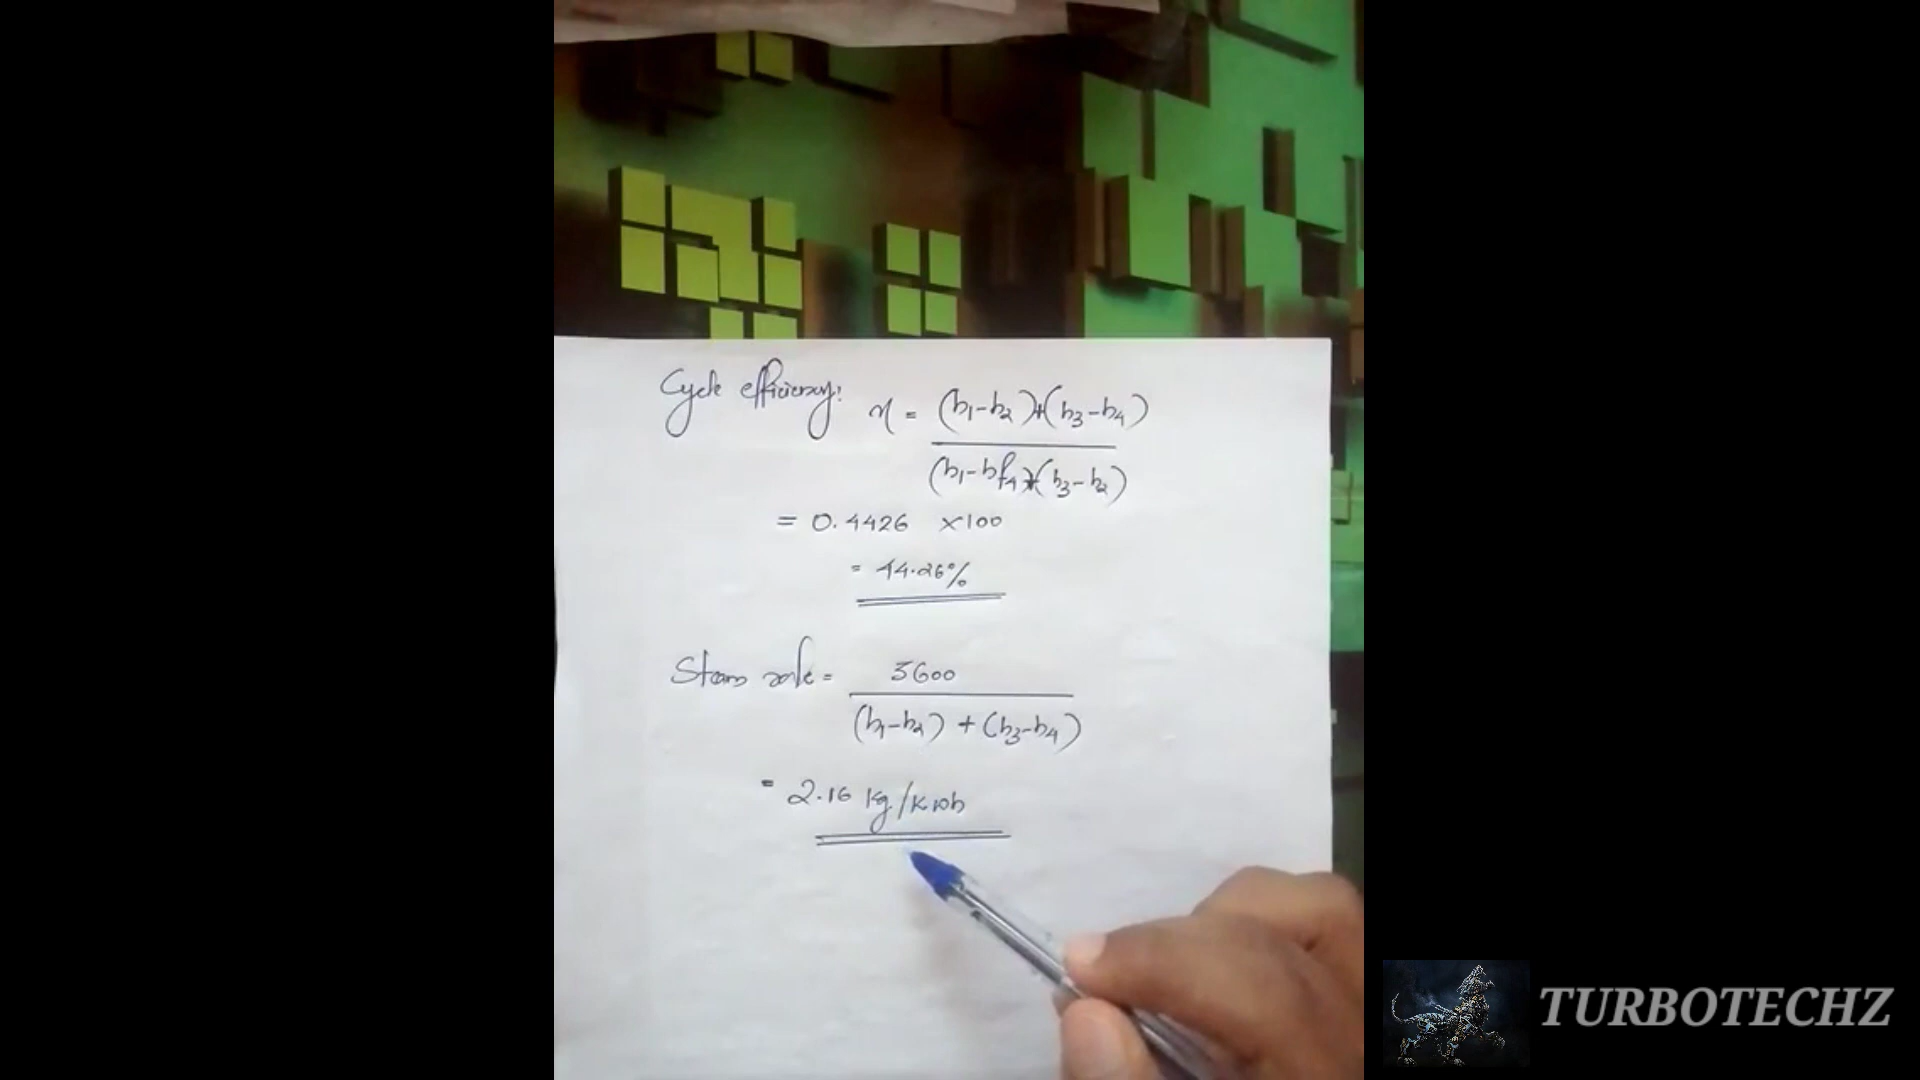 Cycle efficiency: η = (h1-h2)+(h3-h4)
(h1-hf4)+(h3-h2)
= 0.4426 ×100
= 44.26%
Steam rate = 3600
(h1-h2) + (h3-h4)
= 2.16 kg/kwh
TURBOTECHZ